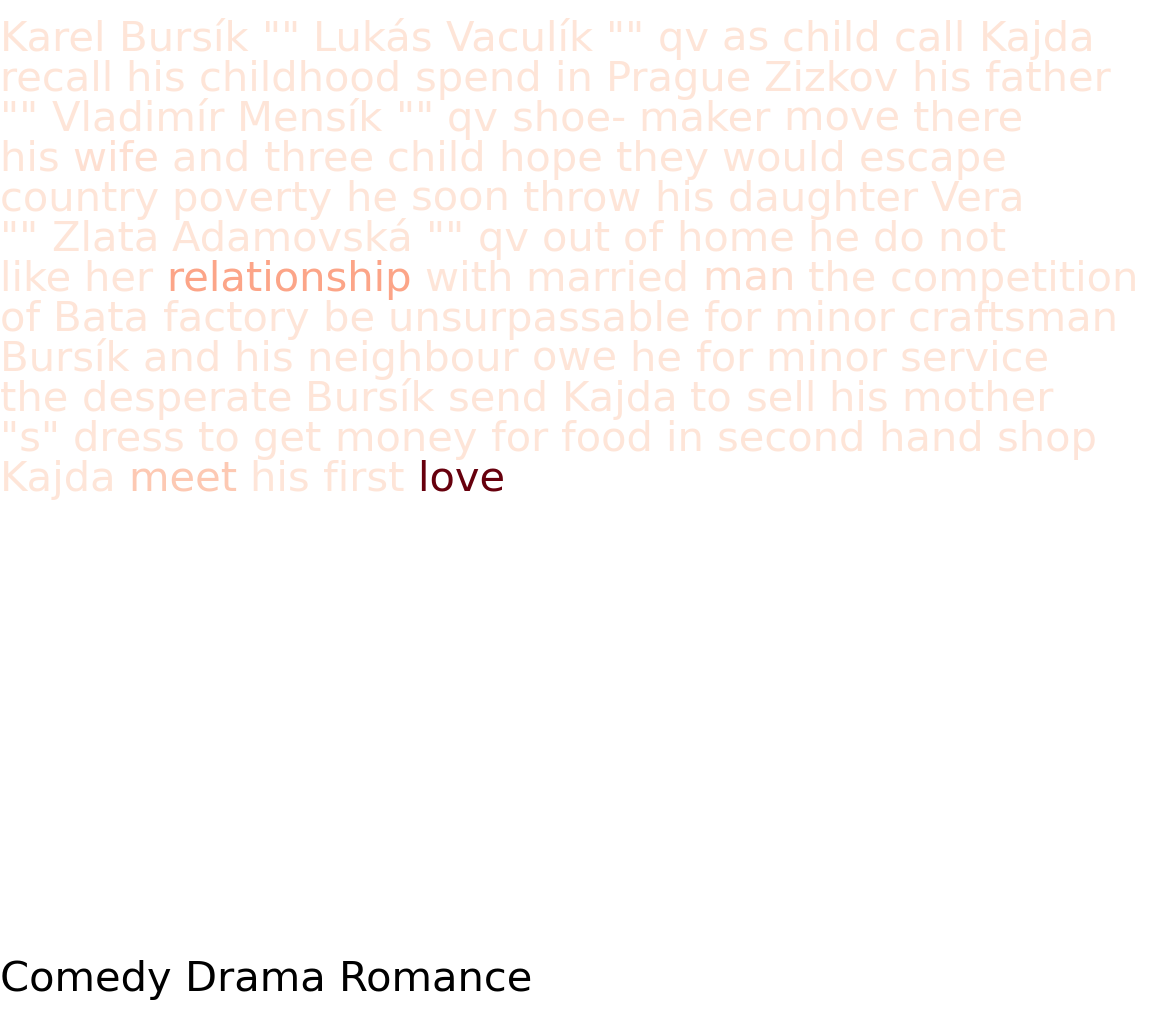 Karel Bursík "" Lukás Vaculík "" qv as child call Kajda
recall his childhood spend in Prague Zizkov his father
"" Vladimír Mensík "" qv shoe- maker move there
his wife and three child hope they would escape
country poverty he soon throw his daughter Vera
"" Zlata Adamovská "" qv out of home he do not
like her relationship with married man the competition
of Bata factory be unsurpassable for minor craftsman
Bursík and his neighbour owe he for minor service
the desperate Bursík send Kajda to sell his mother
"s" dress to get money for food in second hand shop
Kajda meet his first love
Comedy Drama Romance